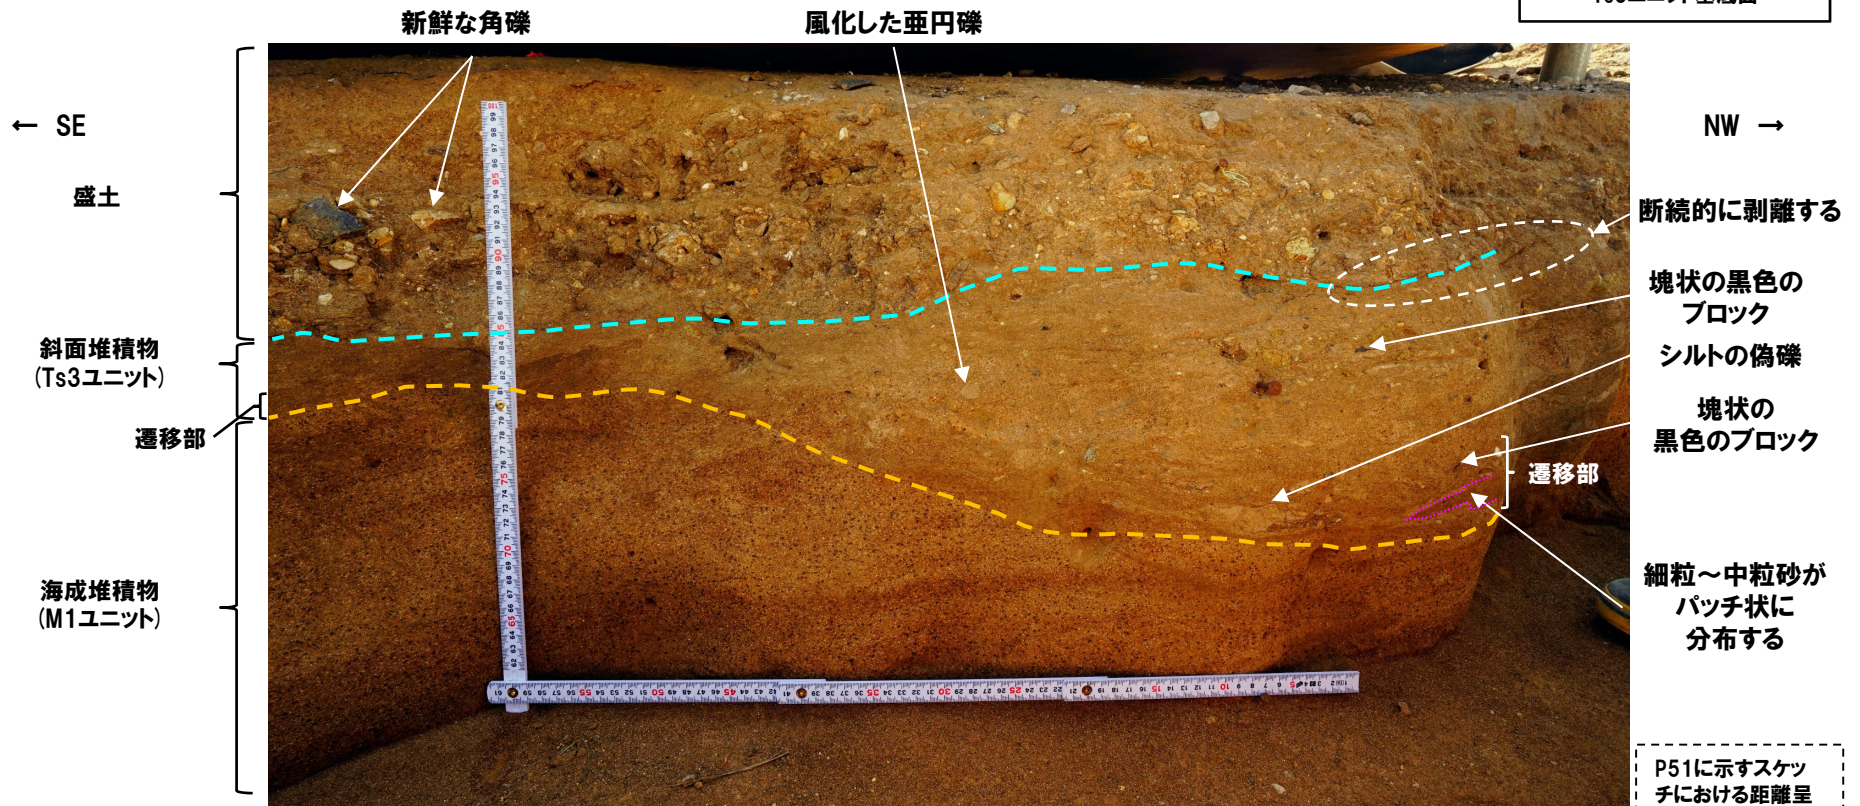 新鮮な角礫
風化した亜円礫
← SE
NW →
盛土
断続的に剥離する
塊状の黒色の
ブロック
斜面堆積物
(Ts3ユニット)
シルトの偽礫
遷移部
塊状の
黒色のブロック
遷移部
海成堆積物
(M1ユニット)
細粒～中粒砂が
パッチ状に
分布する
P51に示すスケッ
チにおける距離呈